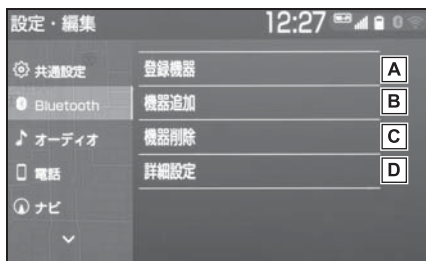 設定・編集 12:27
共通設定
Bluetooth
オーディオ
電話
ナビ
登録機器 A
機器追加 B
機器削除 C
詳細設定 D